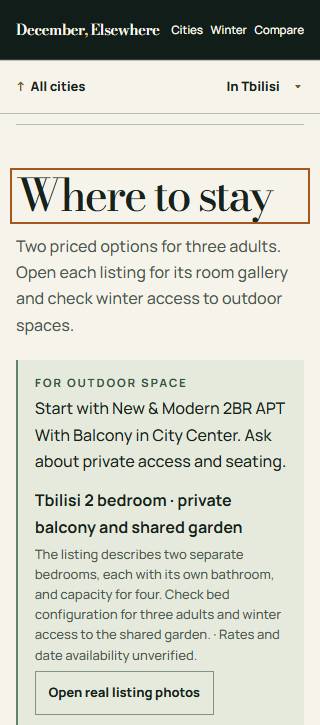 December, Elsewhere Cities Winter Compare
↑ All cities In Tbilisi
Where to stay
Two priced options for three adults.
Open each listing for its room gallery
and check winter access to outdoor
spaces.
FOR OUTDOOR SPACE
Start with New & Modern 2BR APT
With Balcony in City Center. Ask
about private access and seating.
Tbilisi 2 bedroom · private
balcony and shared garden
The listing describes two separate
bedrooms, each with its own bathroom,
and capacity for four. Check bed
configuration for three adults and winter
access to the shared garden. · Rates and
date availability unverified.
Open real listing photos